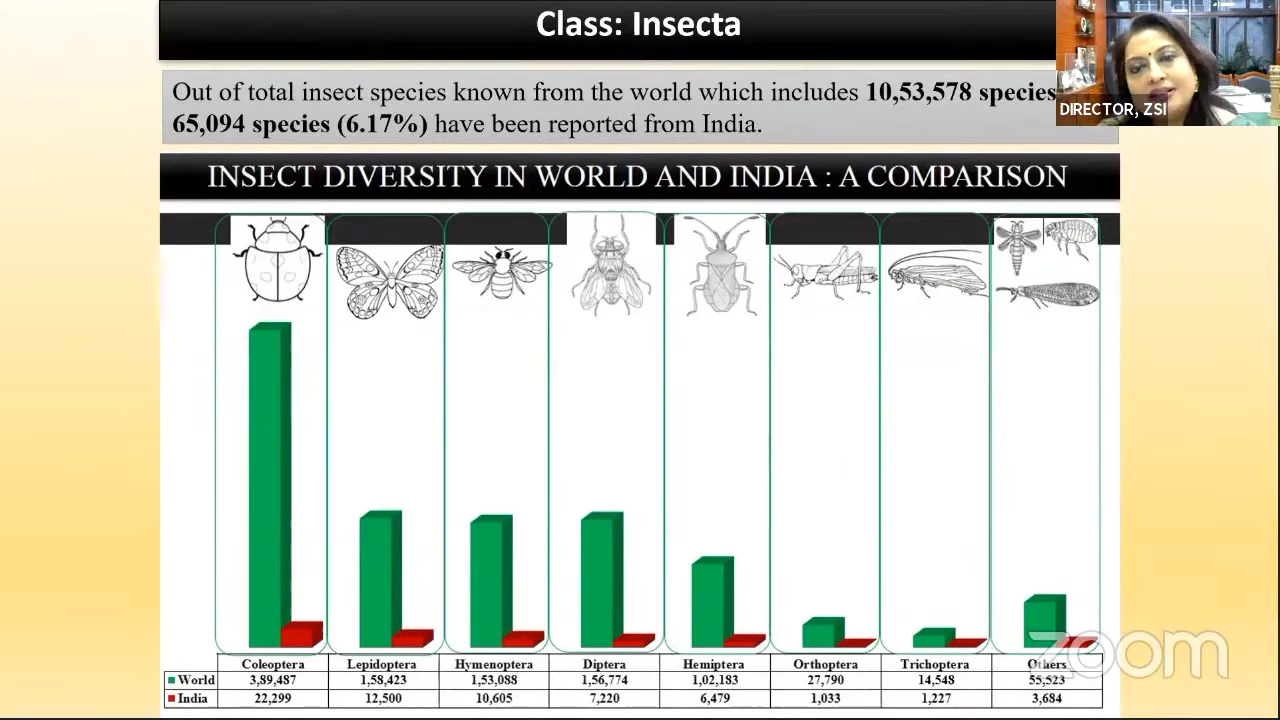 Class: Insecta
DIRECTOR, ZSI
Out of total insect species known from the world which includes 10,53,578 species
65,094 species (6.17%) have been reported from India.
INSECT DIVERSITY IN WORLD AND INDIA : A COMPARISON
Coleoptera Lepidoptera Hymenoptera Diptera Hemiptera Orthoptera Trichoptera Others
World 3,89,487 1,58,423 1,53,088 1,56,774 1,02,183 27,790 14,548 55,523
India 22,299 12,500 10,605 7,220 6,479 1,033 1,227 3,684
zoom